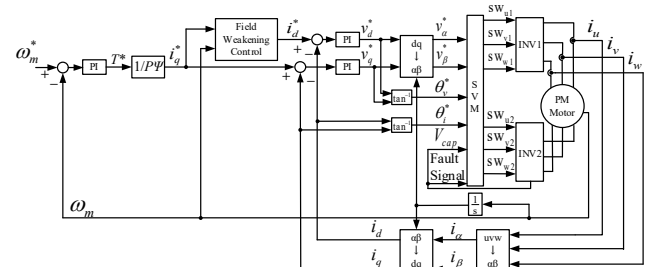 Field
Weakening
Control
ω*m
PI
T*
1/PΨ
i*q
i*d
PI
v*d
PI
v*q
dq
↓
αβ
v*α
v*β
tan⁻¹
θ*v
tan⁻¹
θ*i
Vcap
Fault
Signal
SVM
SWu1
SWv1
SWw1
INV1
SWu2
SWv2
SWw2
INV2
PM
Motor
iu
iv
iw
1/s
ωm
id
iq
αβ
↓
dq
iα
iβ
uvw
↓
αβ